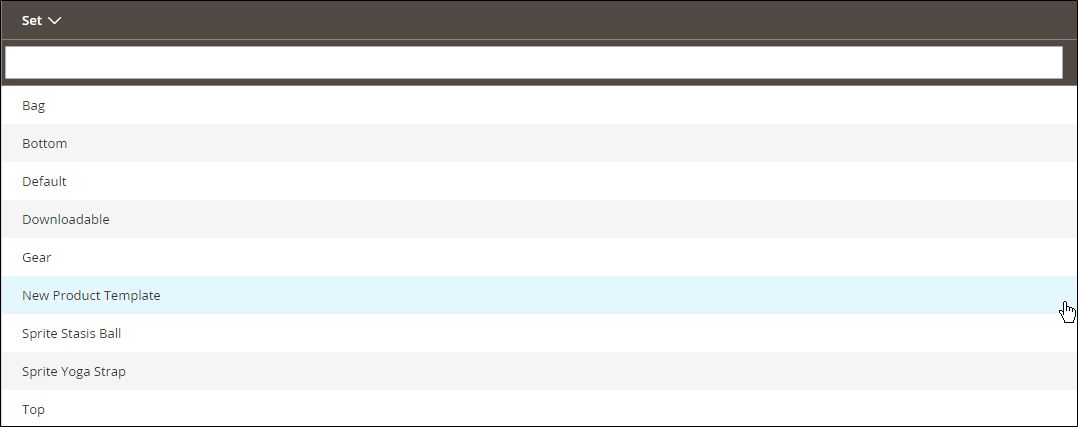 Set
Bag
Bottom
Default
Downloadable
Gear
New Product Template
Sprite Stasis Ball
Sprite Yoga Strap
Top